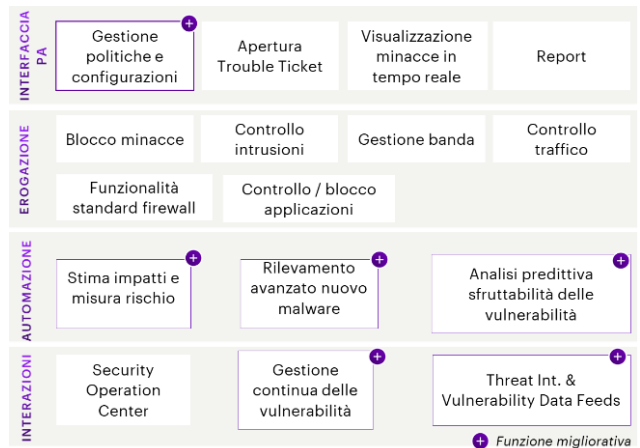 INTERFACCIA
PA
Gestione
politiche e
configurazioni
Apertura
Trouble Ticket
Visualizzazione
minacce in
tempo reale
Report
EROGAZIONE
Blocco minacce
Controllo
intrusioni
Gestione banda
Controllo
traffico
Funzionalità
standard firewall
Controllo / blocco
applicazioni
AUTOMAZIONE
Stima impatti e
misura rischio
Rilevamento
avanzato nuovo
malware
Analisi predittiva
sfruttabilità delle
vulnerabilità
INTERAZIONI
Security
Operation
Center
Gestione
continua delle
vulnerabilità
Threat Int. &
Vulnerability Data Feeds
Funzione migliorativa